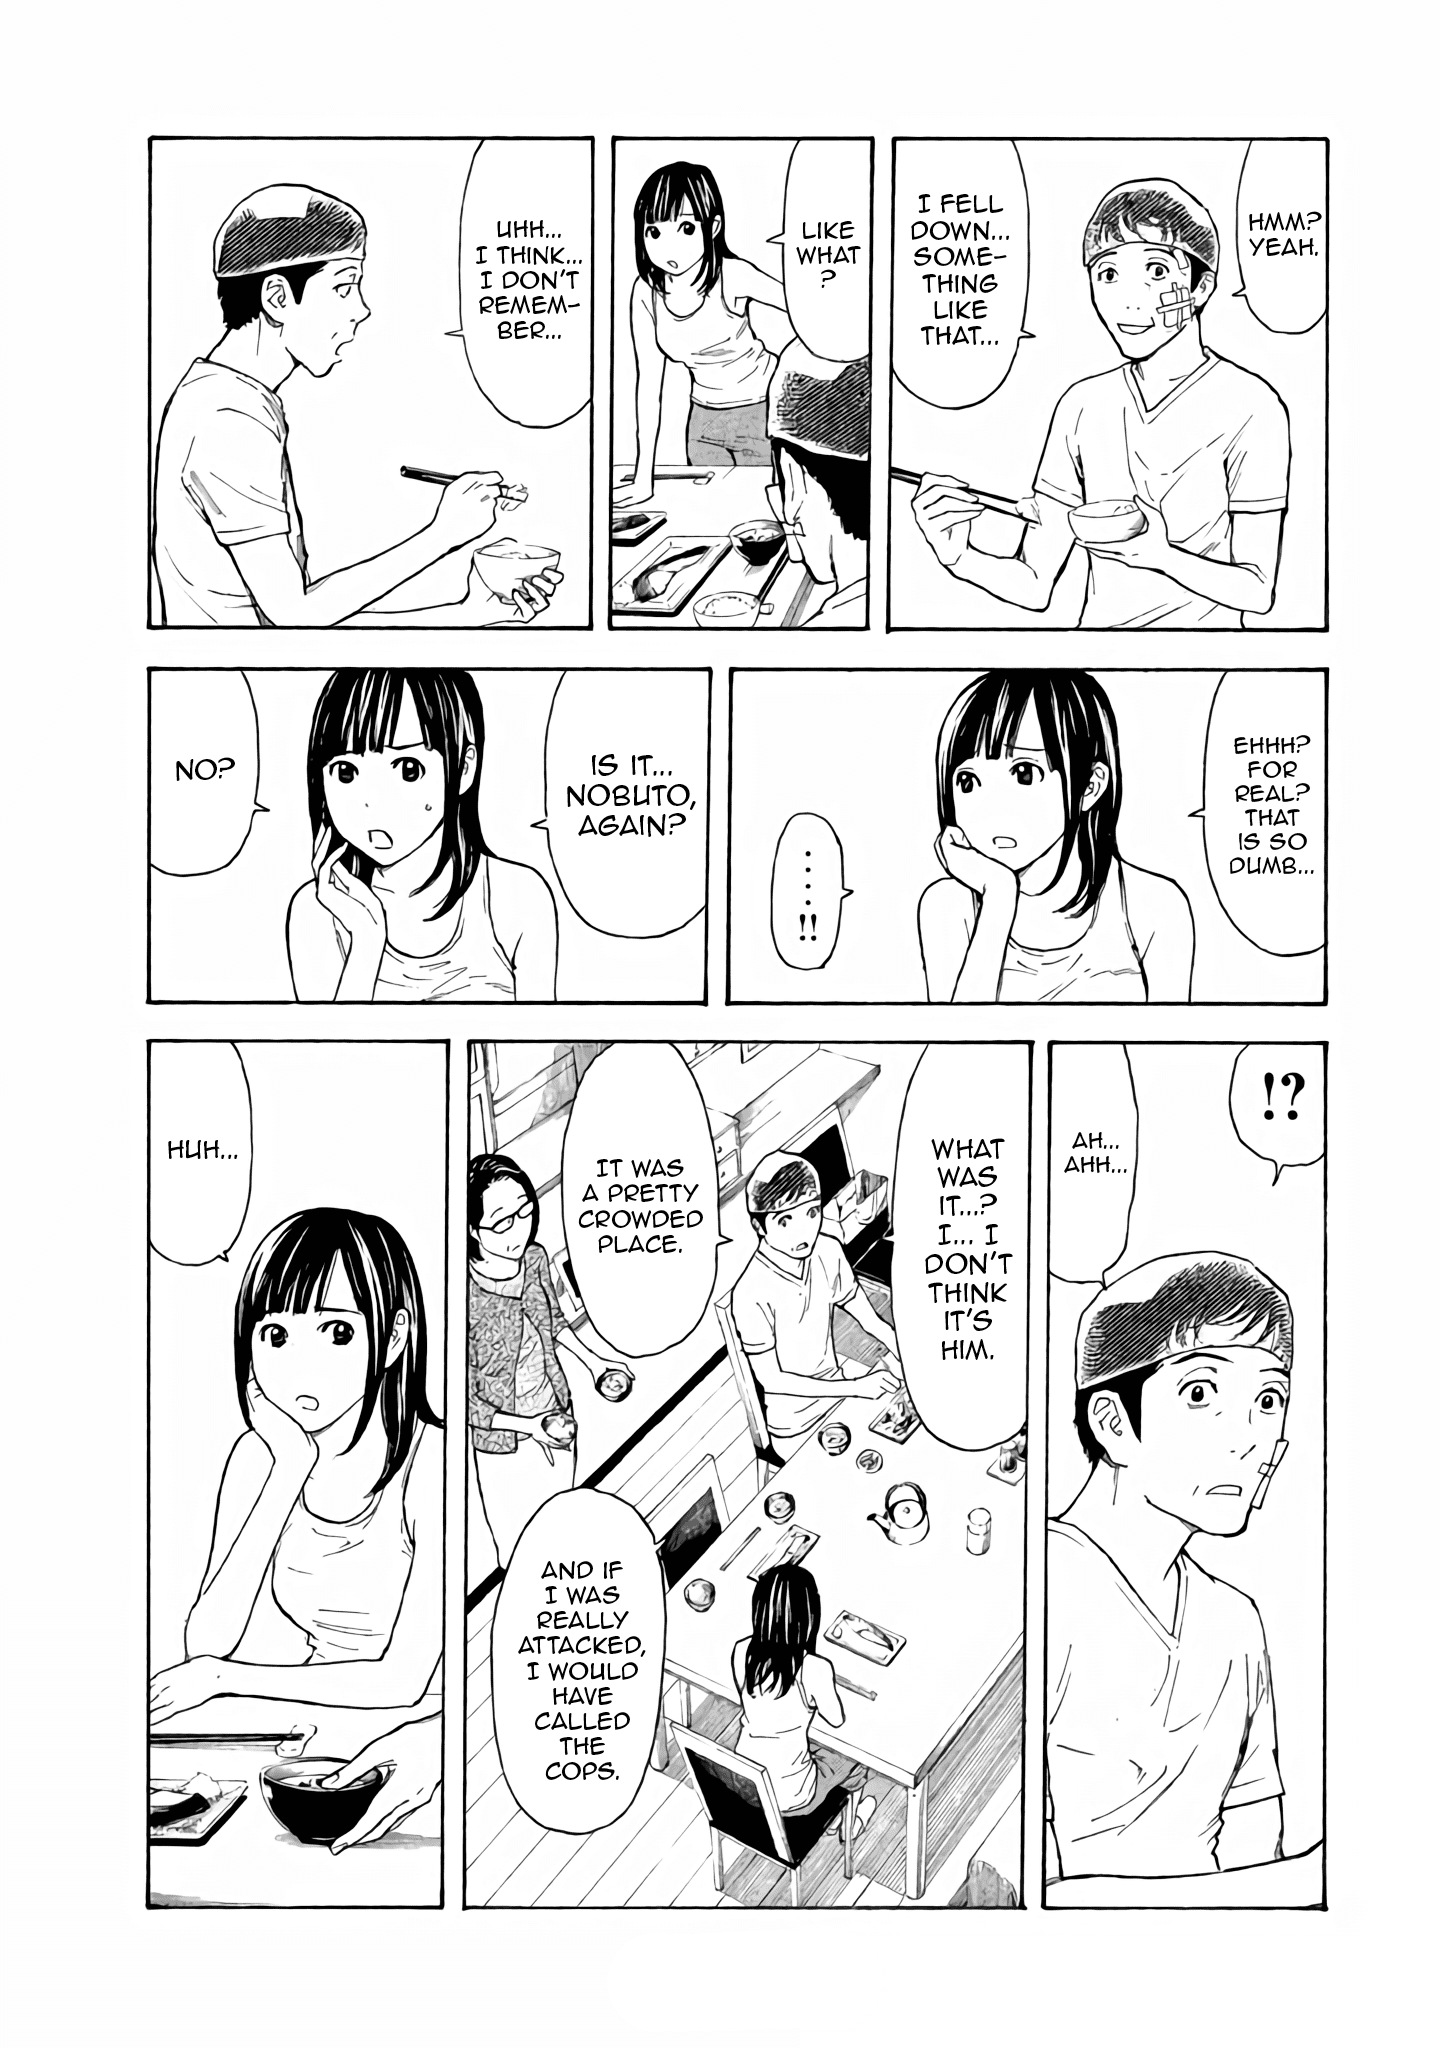 HMM?
YEAH.
I FELL
DOWN...
SOME-
THING
LIKE
THAT...
LIKE
WHAT
?
UHH...
I THINK...
I DON'T
REMEM-
BER...
EHHH?
FOR
REAL?
THAT
IS SO
DUMB...
......!!
IS IT...
NOBUTO,
AGAIN?
NO?
!?
AH...
AHH...
WHAT
WAS
IT...?
I... I
DON'T
THINK
IT'S
HIM.
IT WAS
A PRETTY
CROWDED
PLACE.
AND IF
I WAS
REALLY
ATTACKED,
I WOULD
HAVE
CALLED
THE
COPS.
HUH...